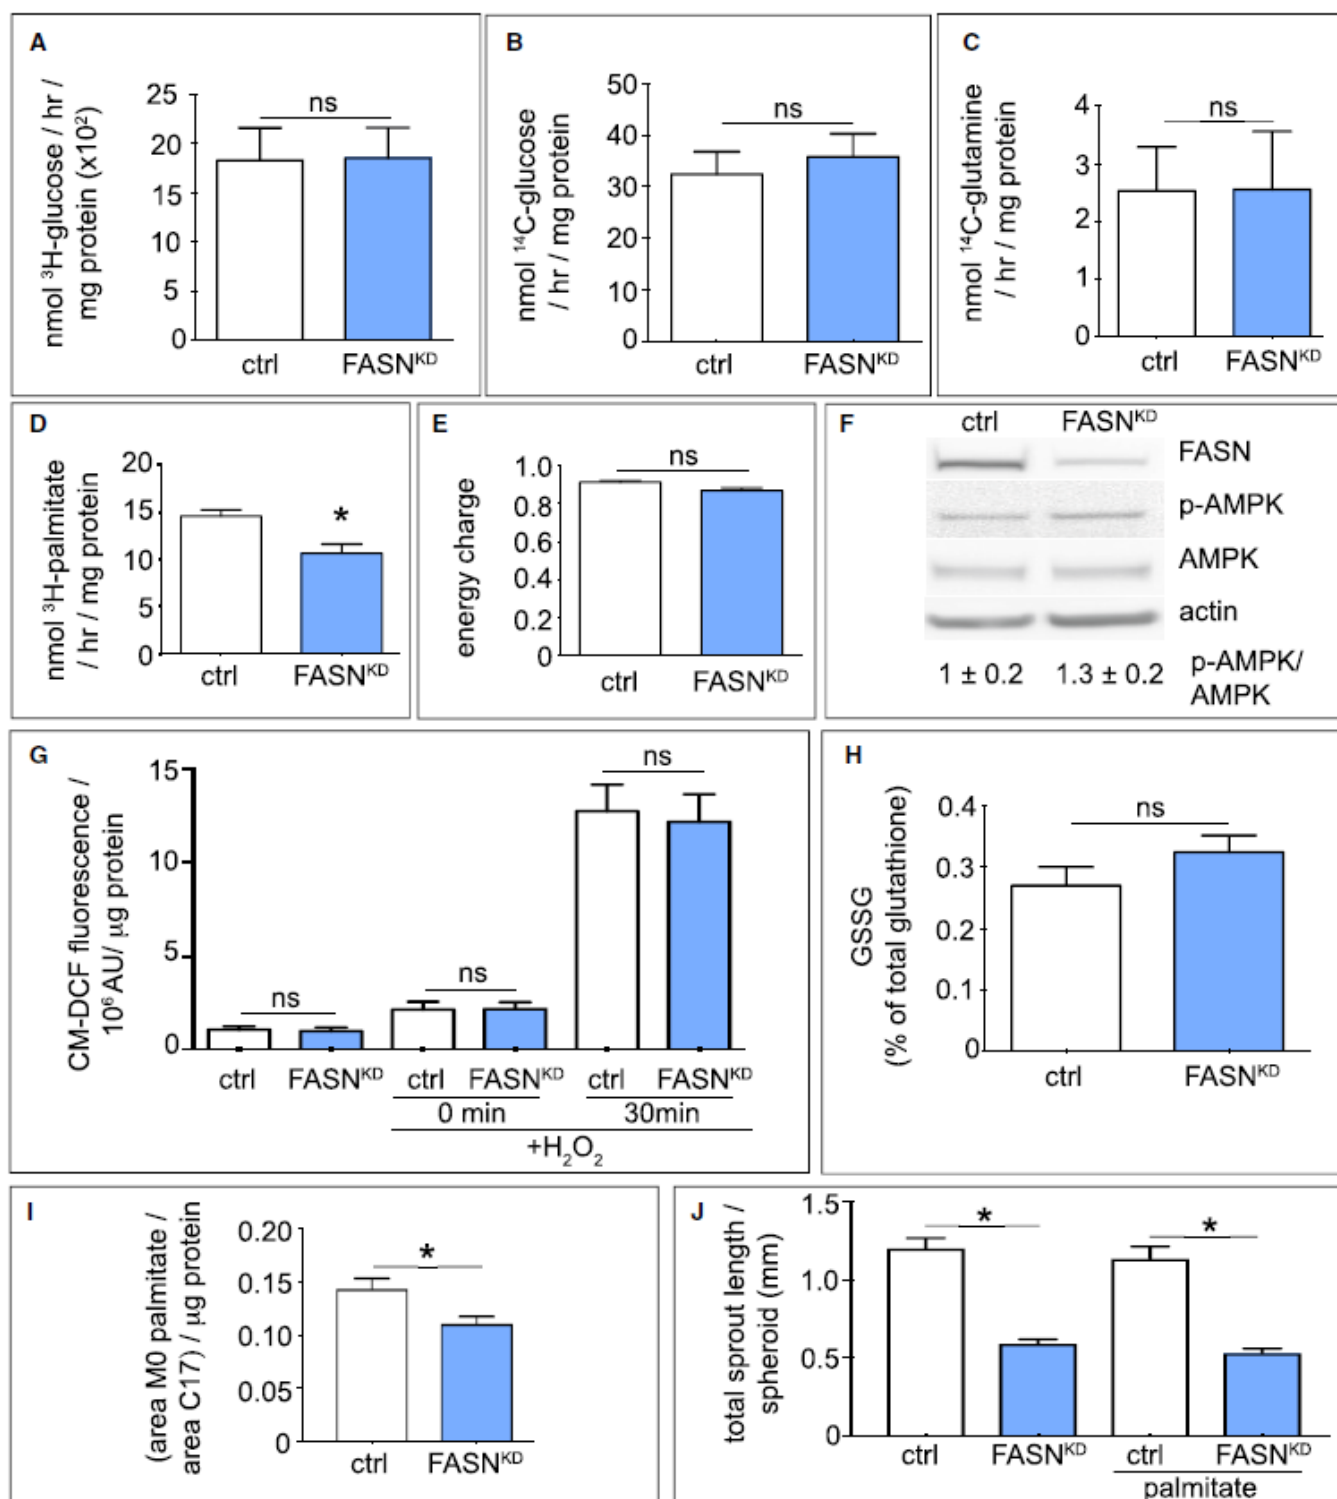 A
nmol ³H-glucose / hr /
mg protein (x10²)
25
20
15
10
5
0
ns
ctrl FASNᴷᴰ
B
nmol ¹⁴C-glucose
/ hr / mg protein
50
40
30
20
10
0
ns
ctrl FASNᴷᴰ
C
nmol ¹⁴C-glutamine
/ hr / mg protein
4
3
2
1
0
ns
ctrl FASNᴷᴰ
D
nmol ³H-palmitate
/ hr / mg protein
20
15
10
5
0
*
ctrl FASNᴷᴰ
E
energy charge
1.0
0.8
0.6
0.4
0.2
0
ns
ctrl FASNᴷᴰ
F
ctrl FASNᴷᴰ
FASN
p-AMPK
AMPK
actin
1 ± 0.2 1.3 ± 0.2 p-AMPK/
AMPK
G
CM-DCF fluorescence /
10⁶ AU/ µg protein
15
10
5
0
ns
ns
ns
ctrl FASNᴷᴰ ctrl FASNᴷᴰ ctrl FASNᴷᴰ
0 min 30min
+H₂O₂
H
GSSG
(% of total glutathione)
0.4
0.3
0.2
0.1
0
ns
ctrl FASNᴷᴰ
I
(area M0 palmitate /
area C17) / µg protein
0.20
0.15
0.10
0.05
0
*
ctrl FASNᴷᴰ
J
total sprout length /
spheroid (mm)
1.5
1.0
0.5
0
*
*
ctrl FASNᴷᴰ ctrl FASNᴷᴰ
palmitate